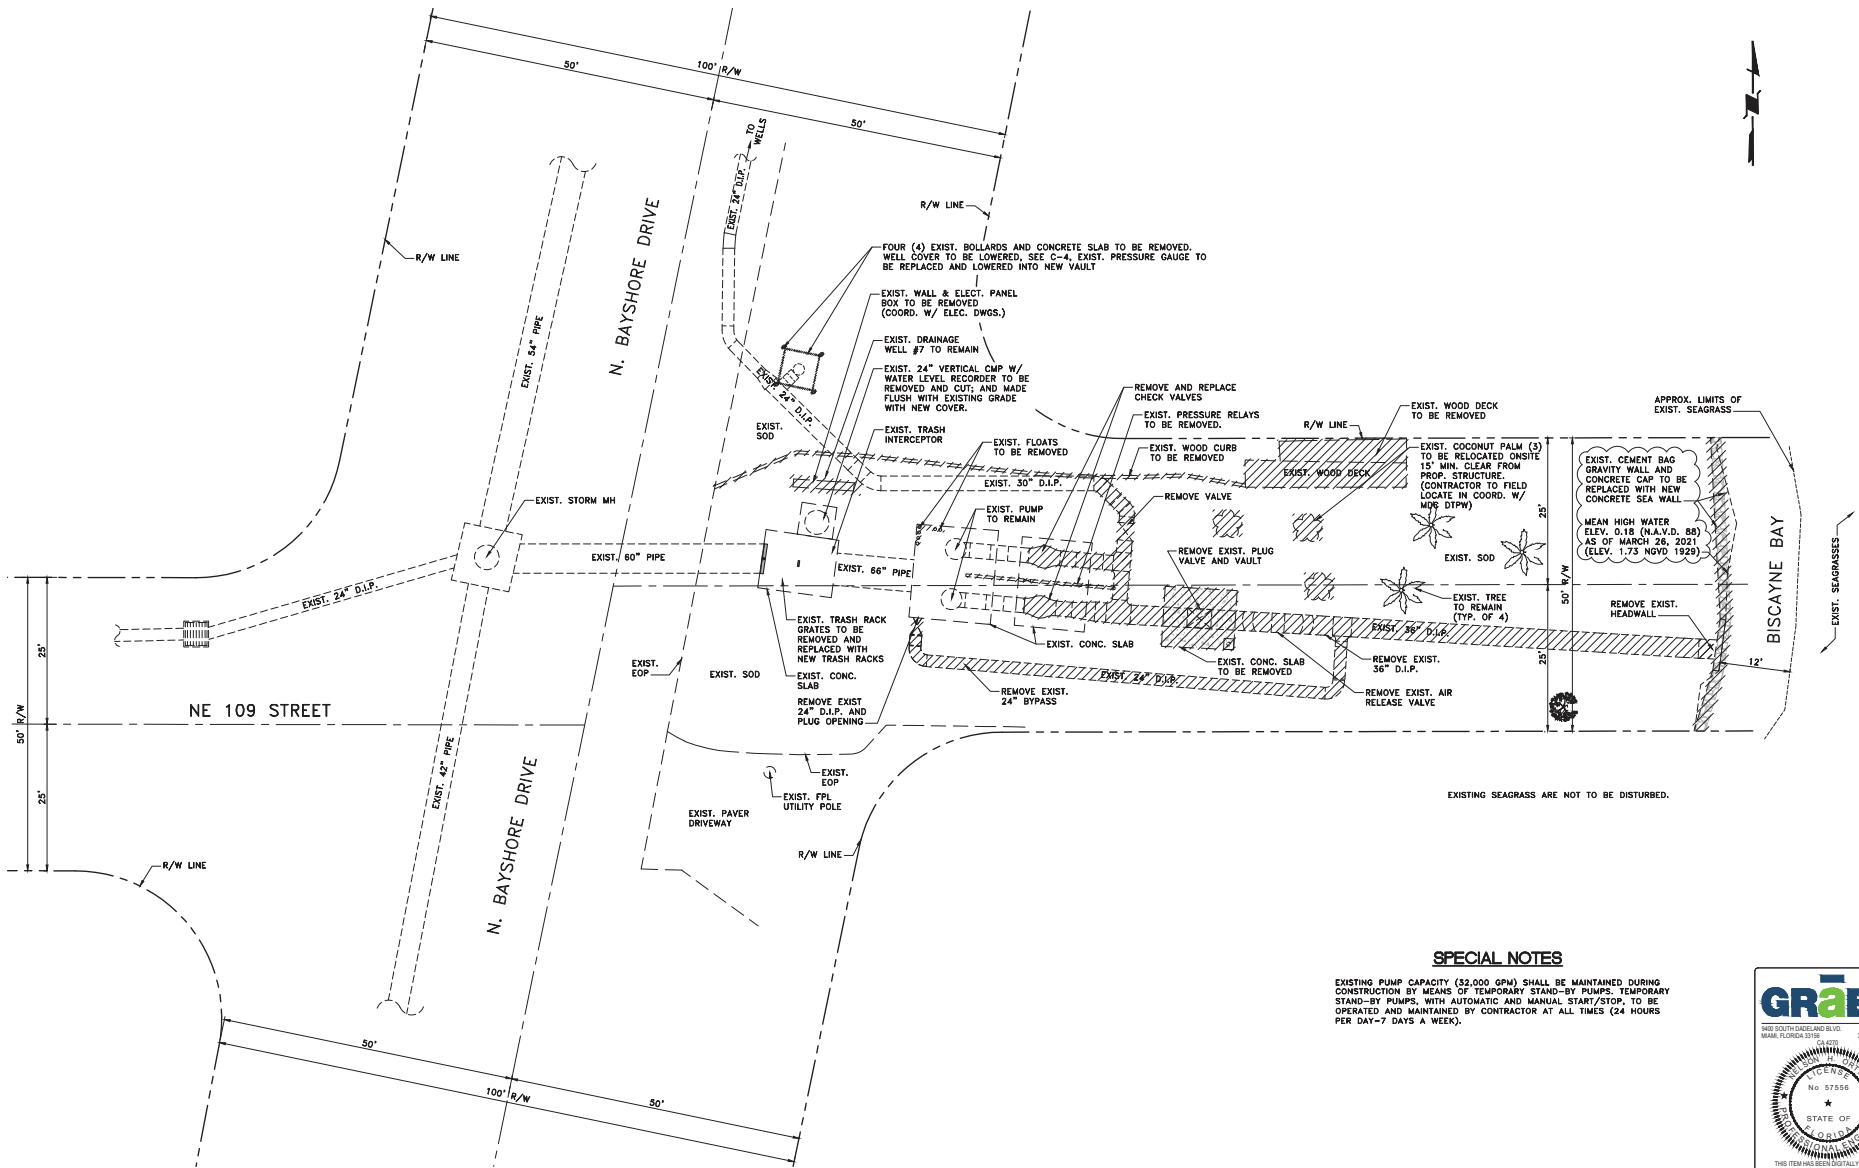 50'
100' R/W
50'
TO
WELLS
EXIST. 24" D.I.P.
R/W LINE
R/W LINE
N. BAYSHORE DRIVE
EXIST. 54" PIPE
FOUR (4) EXIST. BOLLARDS AND CONCRETE SLAB TO BE REMOVED.
WELL COVER TO BE LOWERED, SEE C-4, EXIST. PRESSURE GAUGE TO
BE REPLACED AND LOWERED INTO NEW VAULT
EXIST. WALL & ELECT. PANEL
BOX TO BE REMOVED
(COORD. W/ ELEC. DWGS.)
EXIST. DRAINAGE
WELL #7 TO REMAIN
EXIST. 24" VERTICAL CMP W/
WATER LEVEL RECORDER TO BE
REMOVED AND CUT; AND MADE
FLUSH WITH EXISTING GRADE
WITH NEW COVER.
EXIST. 24" D.I.P.
EXIST.
SOD
EXIST. TRASH
INTERCEPTOR
EXIST. FLOATS
TO BE REMOVED
REMOVE AND REPLACE
CHECK VALVES
EXIST. PRESSURE RELAYS
TO BE REMOVED.
EXIST. WOOD CURB
TO BE REMOVED
R/W LINE
EXIST. WOOD DECK
TO BE REMOVED
EXIST. WOOD DECK
APPROX. LIMITS OF
EXIST. SEAGRASS
EXIST. COCONUT PALM (3)
TO BE RELOCATED ONSITE
15' MIN. CLEAR FROM
PROP. STRUCTURE.
(CONTRACTOR TO FIELD
LOCATE IN COORD. W/
MDC DTPW)
EXIST. CEMENT BAG
GRAVITY WALL AND
CONCRETE CAP TO BE
REPLACED WITH NEW
CONCRETE SEA WALL
MEAN HIGH WATER
ELEV. 0.18 (N.A.V.D. 88)
AS OF MARCH 26, 2021
(ELEV. 1.73 NGVD 1929)
EXIST. 30" D.I.P.
REMOVE VALVE
EXIST. PUMP
TO REMAIN
EXIST. STORM MH
EXIST. 60" PIPE
EXIST. 66" PIPE
REMOVE EXIST. PLUG
VALVE AND VAULT
EXIST. SOD
25'
50' R/W
25'
BISCAYNE BAY
EXIST. SEAGRASSES
EXIST. 24" D.I.P.
EXIST. TREE
TO REMAIN
(TYP. OF 4)
REMOVE EXIST.
HEADWALL
EXIST. 36" D.I.P.
12'
EXIST. TRASH RACK
GRATES TO BE
REMOVED AND
REPLACED WITH
NEW TRASH RACKS
EXIST. CONC.
SLAB
REMOVE EXIST
24" D.I.P. AND
PLUG OPENING
EXIST. CONC. SLAB
EXIST. CONC. SLAB
TO BE REMOVED
REMOVE EXIST.
36" D.I.P.
REMOVE EXIST. AIR
RELEASE VALVE
EXIST. 24" D.I.P.
REMOVE EXIST.
24" BYPASS
EXIST.
EOP
EXIST. SOD
25'
50' R/W
25'
NE 109 STREET
EXIST. 42" PIPE
N. BAYSHORE DRIVE
EXIST.
EOP
EXIST. FPL
UTILITY POLE
EXIST. PAVER
DRIVEWAY
R/W LINE
R/W LINE
EXISTING SEAGRASS ARE NOT TO BE DISTURBED.
50'
100' R/W
50'
SPECIAL NOTES
EXISTING PUMP CAPACITY (32,000 GPM) SHALL BE MAINTAINED DURING
CONSTRUCTION BY MEANS OF TEMPORARY STAND-BY PUMPS. TEMPORARY
STAND-BY PUMPS, WITH AUTOMATIC AND MANUAL START/STOP, TO BE
OPERATED AND MAINTAINED BY CONTRACTOR AT ALL TIMES (24 HOURS
PER DAY-7 DAYS A WEEK).
9400 SOUTH DADELAND BLVD.
MIAMI, FLORIDA 33156
CA 4270
NELSON H.
LICENSE
No 57556
STATE OF
FLORIDA
PROFESSIONAL
THIS ITEM HAS BEEN DIGITALLY